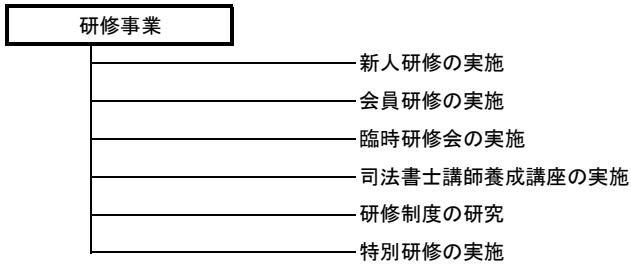 研修事業
新人研修の実施
会員研修の実施
臨時研修会の実施
司法書士講師養成講座の実施
研修制度の研究
特別研修の実施